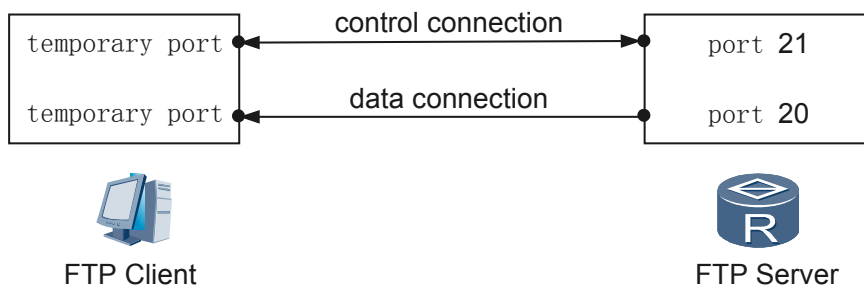 control connection
temporary port
port 21
data connection
temporary port
port 20
R
FTP Client
FTP Server